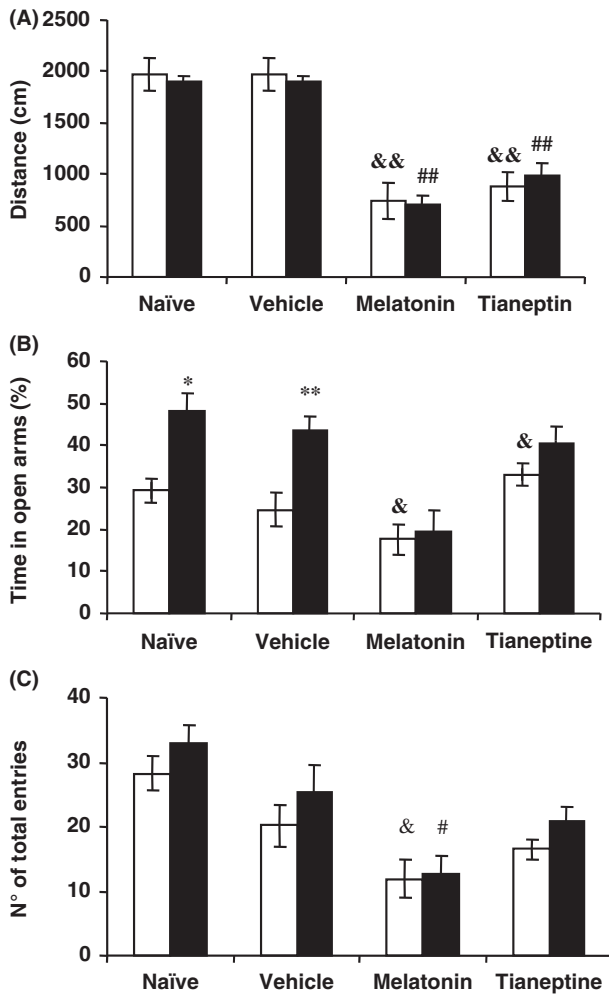 (A)
2500
2000
1500
1000
500
0
Distance (cm)
&& ## && ##
Naïve Vehicle Melatonin Tianeptin
(B)
60
50
40
30
20
10
0
Time in open arms (%)
* ** & &
Naïve Vehicle Melatonin Tianeptine
(C)
40
30
20
10
0
N° of total entries
& #
Naïve Vehicle Melatonin Tianeptine